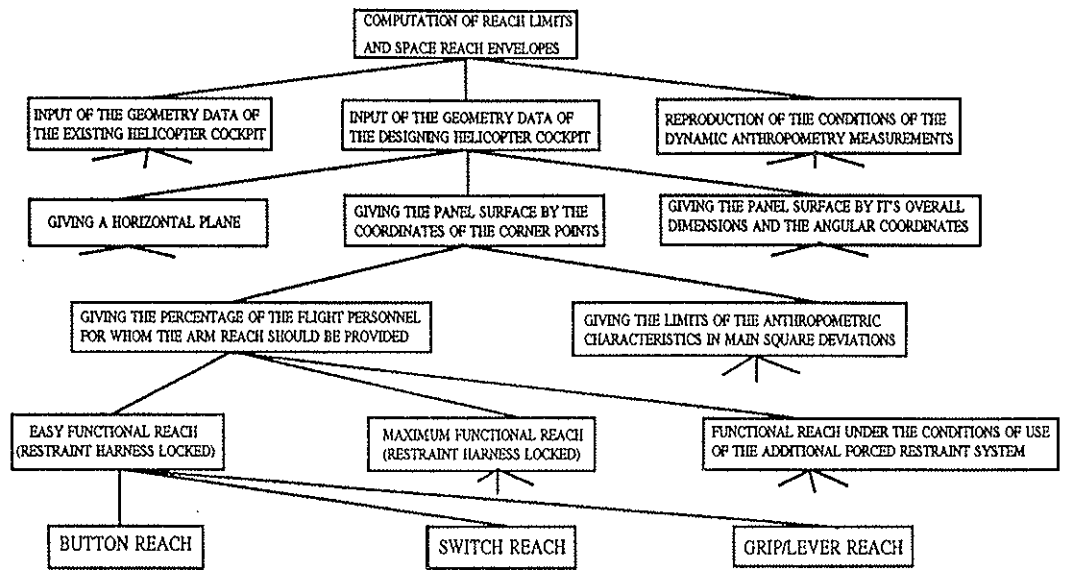 COMPUTATION OF REACH LIMITS
AND SPACE REACH ENVELOPES
INPUT OF THE GEOMETRY DATA OF
THE EXISTING HELICOPTER COCKPIT
INPUT OF THE GEOMETRY DATA OF
THE DESIGNING HELICOPTER COCKPIT
REPRODUCTION OF THE CONDITIONS OF THE
DYNAMIC ANTHROPOMETRY MEASUREMENTS
GIVING A HORIZONTAL PLANE
GIVING THE PANEL SURFACE BY THE
COORDINATES OF THE CORNER POINTS
GIVING THE PANEL SURFACE BY IT'S OVERALL
DIMENSIONS AND THE ANGULAR COORDINATES
GIVING THE PERCENTAGE OF THE FLIGHT PERSONNEL
FOR WHOM THE ARM REACH SHOULD BE PROVIDED
GIVING THE LIMITS OF THE ANTHROPOMETRIC
CHARACTERISTICS IN MAIN SQUARE DEVIATIONS
EASY FUNCTIONAL REACH
(RESTRAINT HARNESS LOCKED)
MAXIMUM FUNCTIONAL REACH
(RESTRAINT HARNESS LOCKED)
FUNCTIONAL REACH UNDER THE CONDITIONS OF USE
OF THE ADDITIONAL FORCED RESTRAINT SYSTEM
BUTTON REACH
SWITCH REACH
GRIP/LEVER REACH